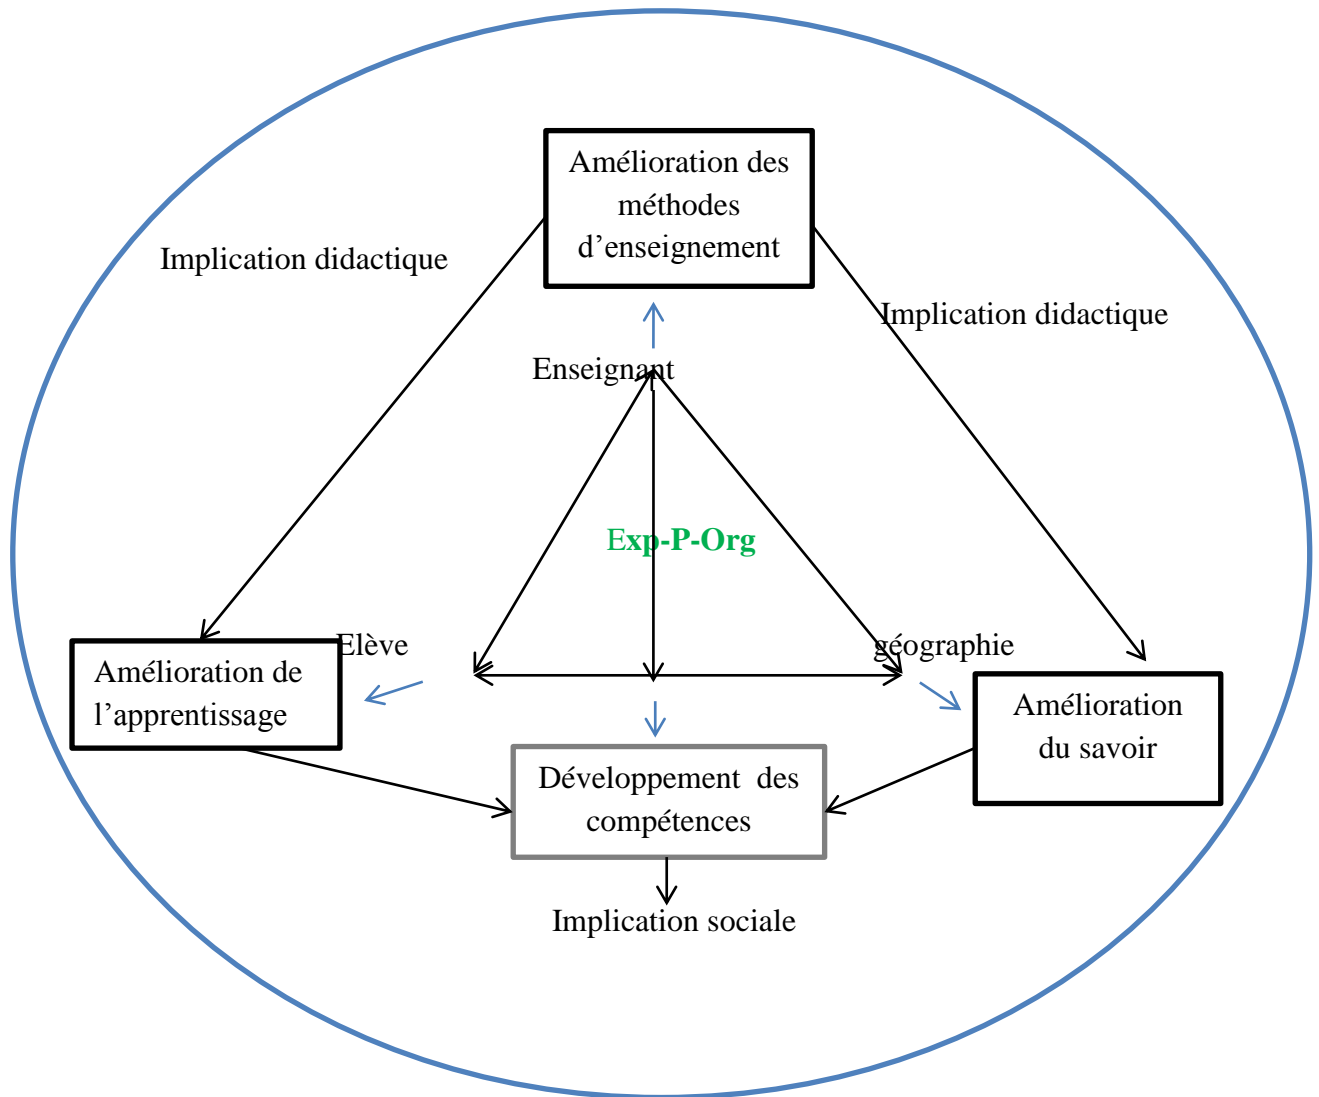 Amélioration des
méthodes
d’enseignement
Implication didactique
Implication didactique
Enseignant
Exp-P-Org
Elève
géographie
Amélioration de
l’apprentissage
Amélioration
du savoir
Développement des
compétences
Implication sociale